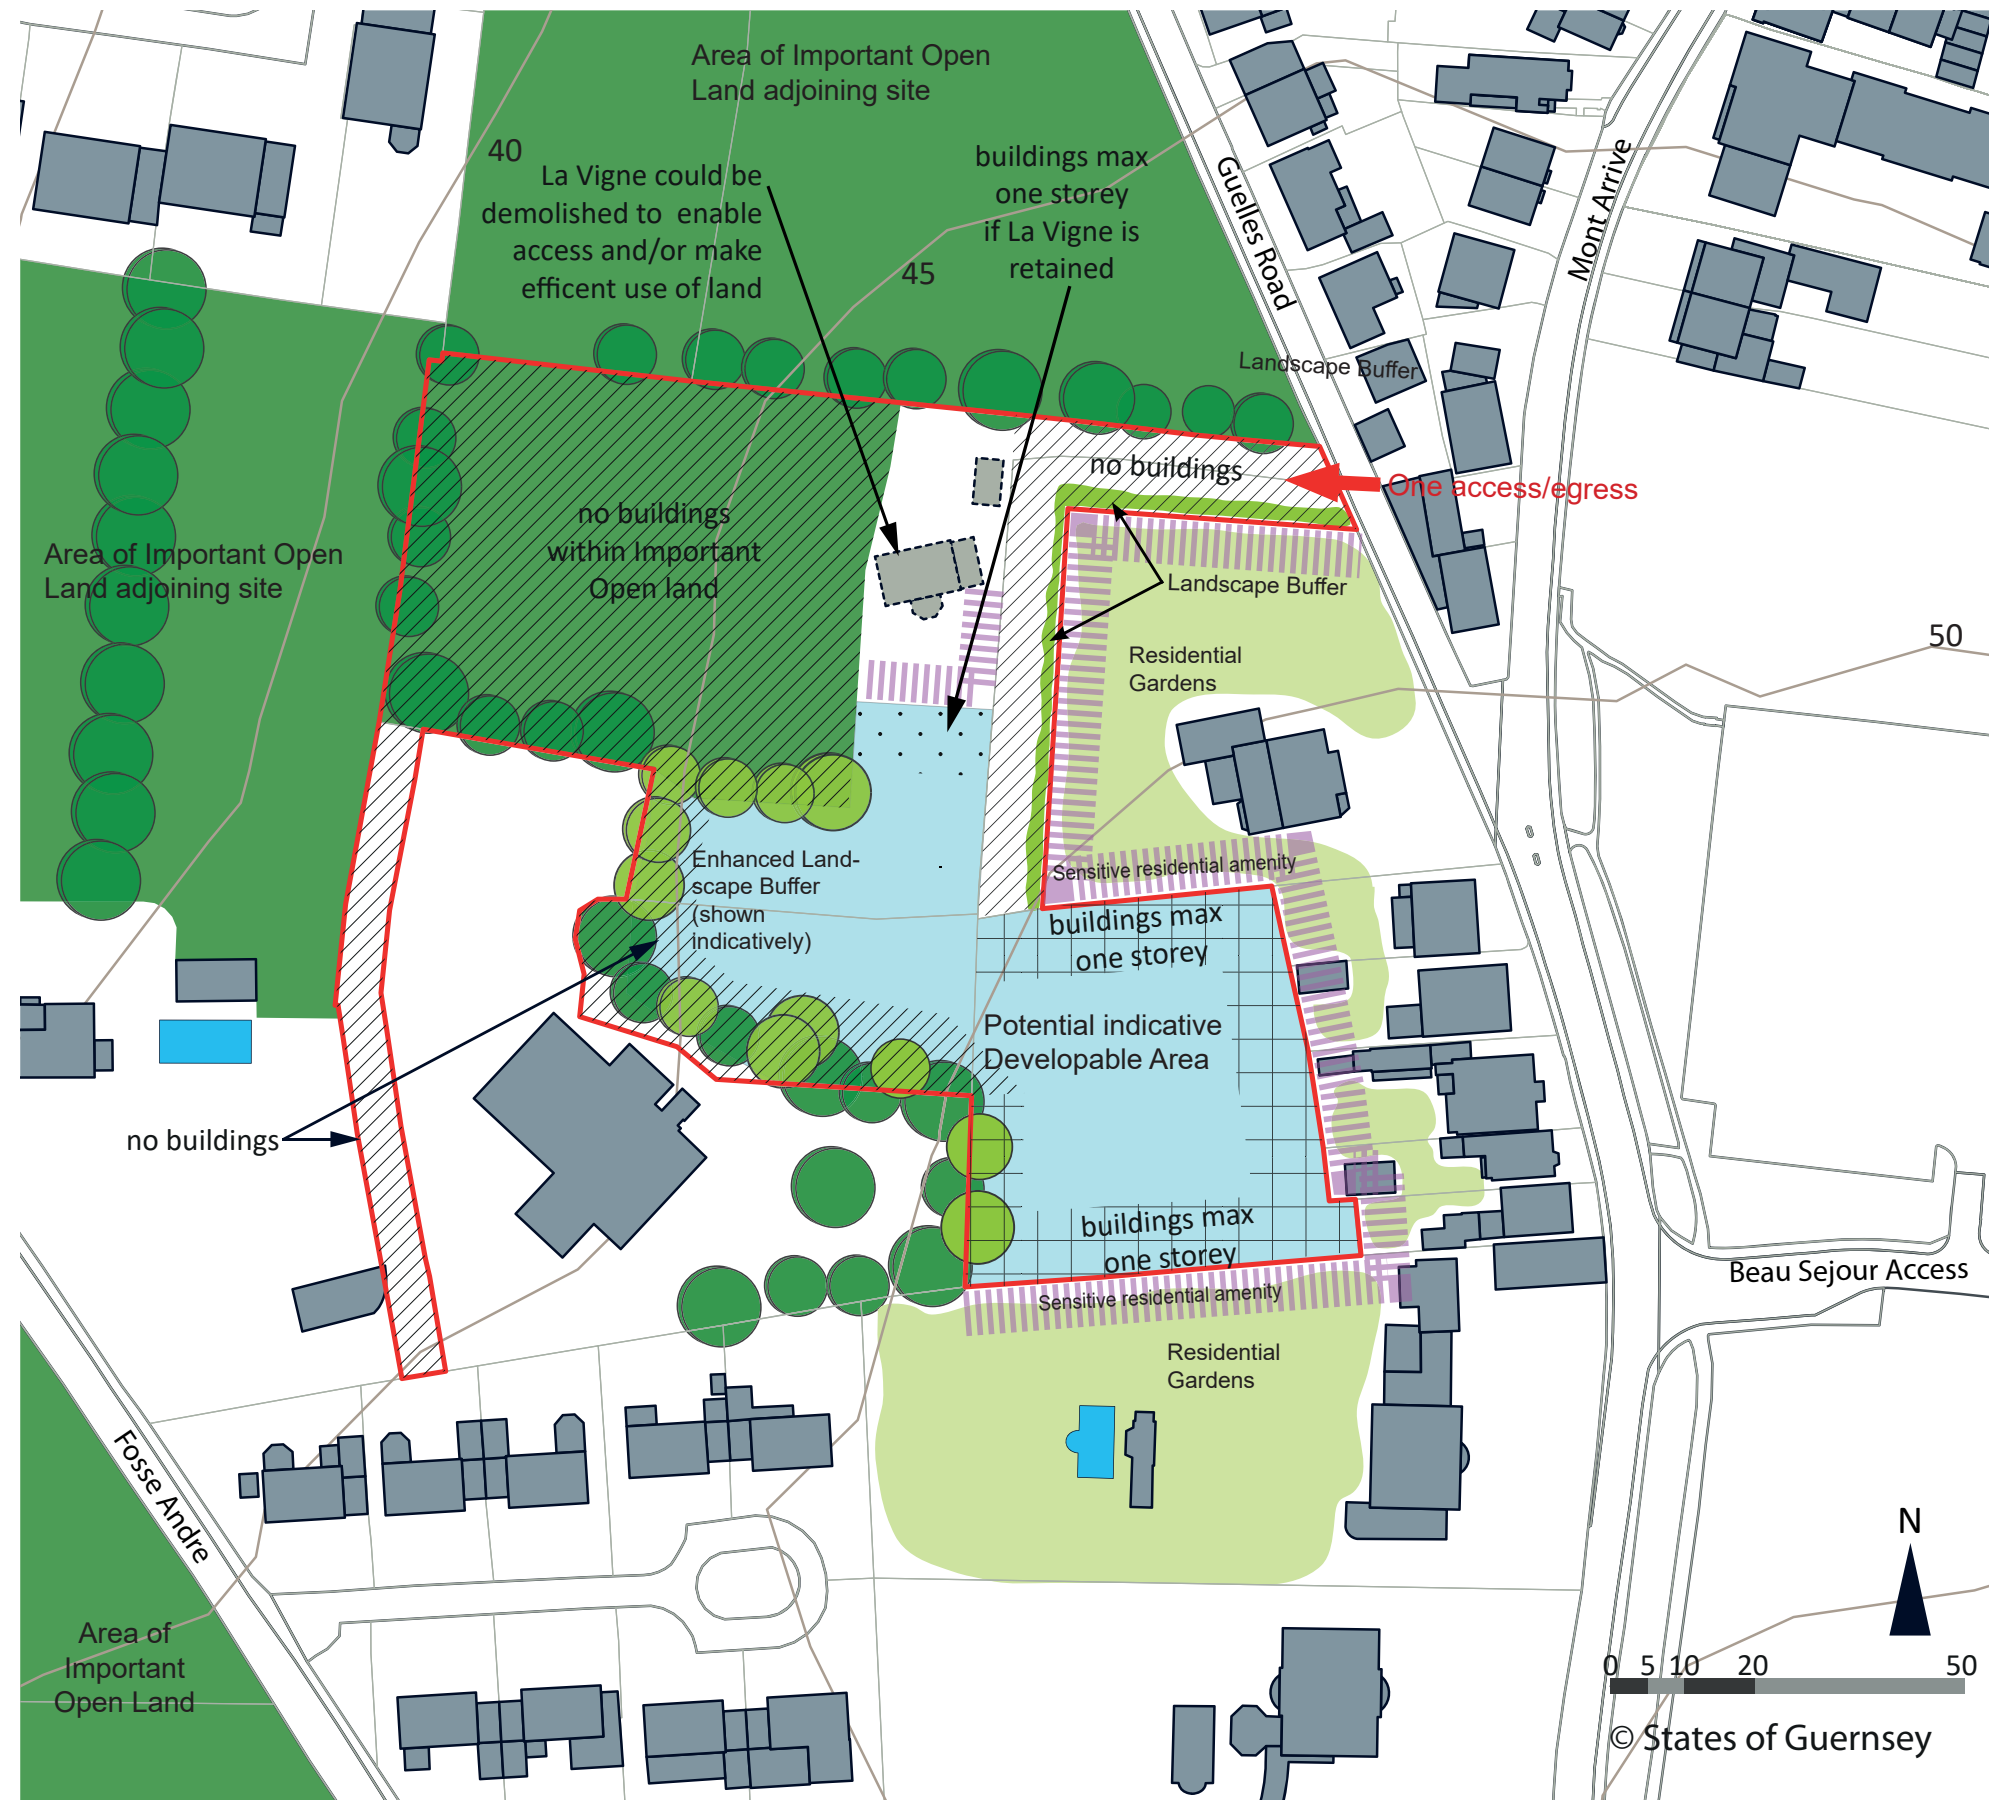 Area of Important Open
Land adjoining site
40
La Vigne could be
demolished to enable
access and/or make
efficent use of land
buildings max
one storey
if La Vigne is
retained
45
Guelles Road
Mont Arrive
Landscape Buffer
no buildings
One access/egress
no buildings
within Important
Open land
Area of Important Open
Land adjoining site
Landscape Buffer
Residential
Gardens
50
Enhanced Land-
scape Buffer
(shown
indicatively)
Sensitive residential amenity
buildings max
one storey
Potential indicative
Developable Area
no buildings
buildings max
one storey
Sensitive residential amenity
Beau Sejour Access
Residential
Gardens
Fosse Andre
Area of
Important
Open Land
N
0 5 10 20 50
© States of Guernsey